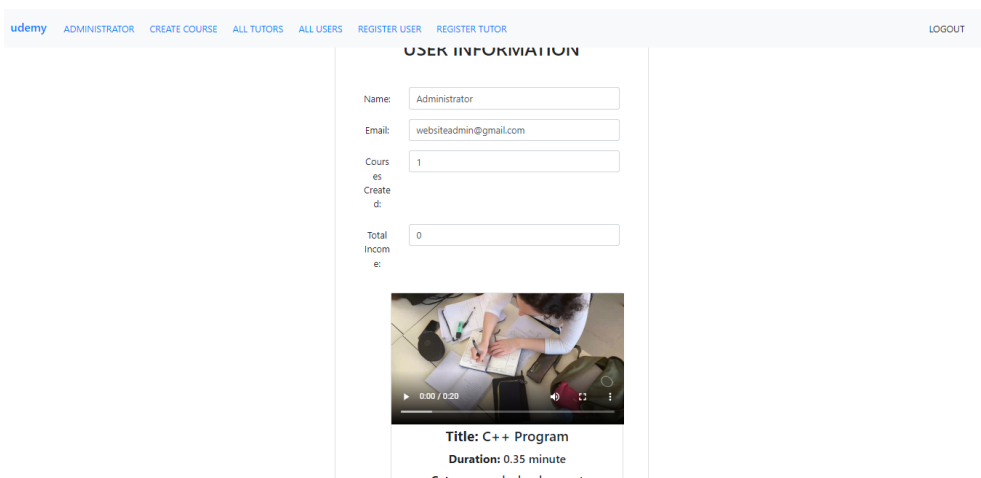 udemy ADMINISTRATOR CREATE COURSE ALL TUTORS ALL USERS REGISTER USER REGISTER TUTOR LOGOUT
USER INFORMATION
Name: Administrator
Email: websiteadmin@gmail.com
Cours 1
es
Create
d:
Total 0
Incom
e:
0:00 / 0:20
Title: C++ Program
Duration: 0.35 minute